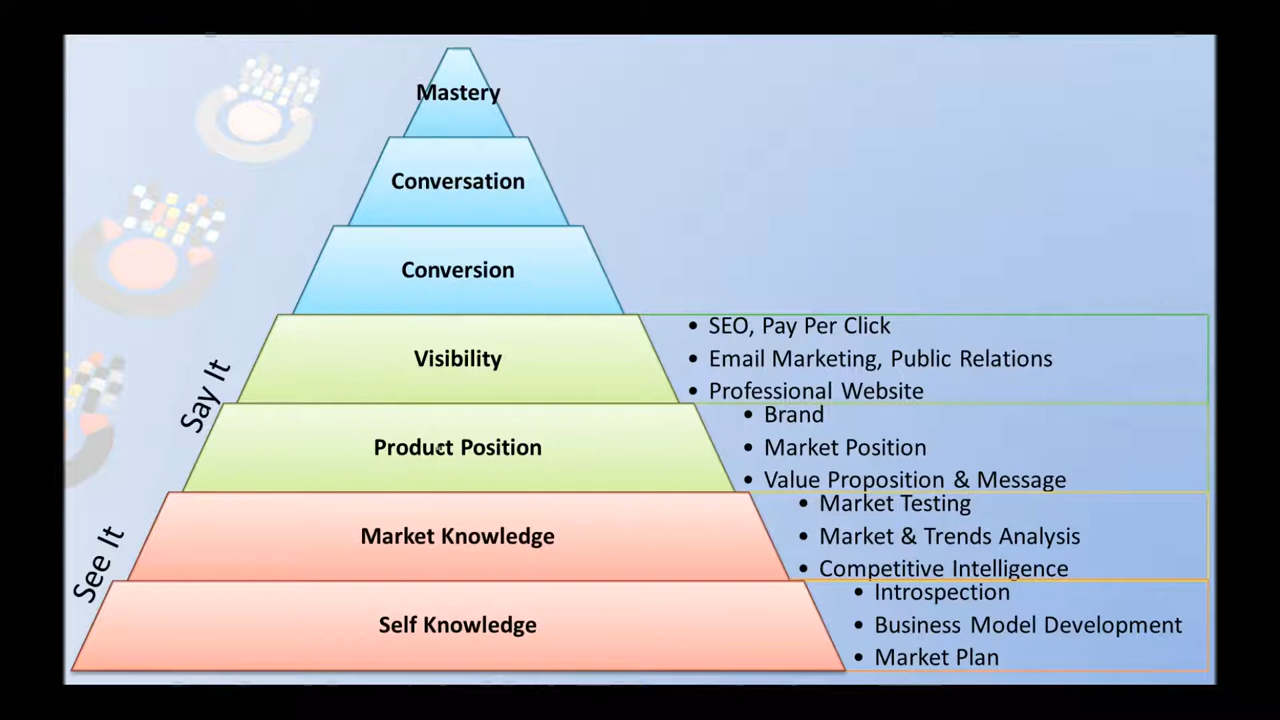 Mastery
Conversation
Conversion
Visibility
• SEO, Pay Per Click
• Email Marketing, Public Relations
• Professional Website
Say It
Product Position
• Brand
• Market Position
• Value Proposition & Message
Market Knowledge
• Market Testing
• Market & Trends Analysis
• Competitive Intelligence
See It
Self Knowledge
• Introspection
• Business Model Development
• Market Plan